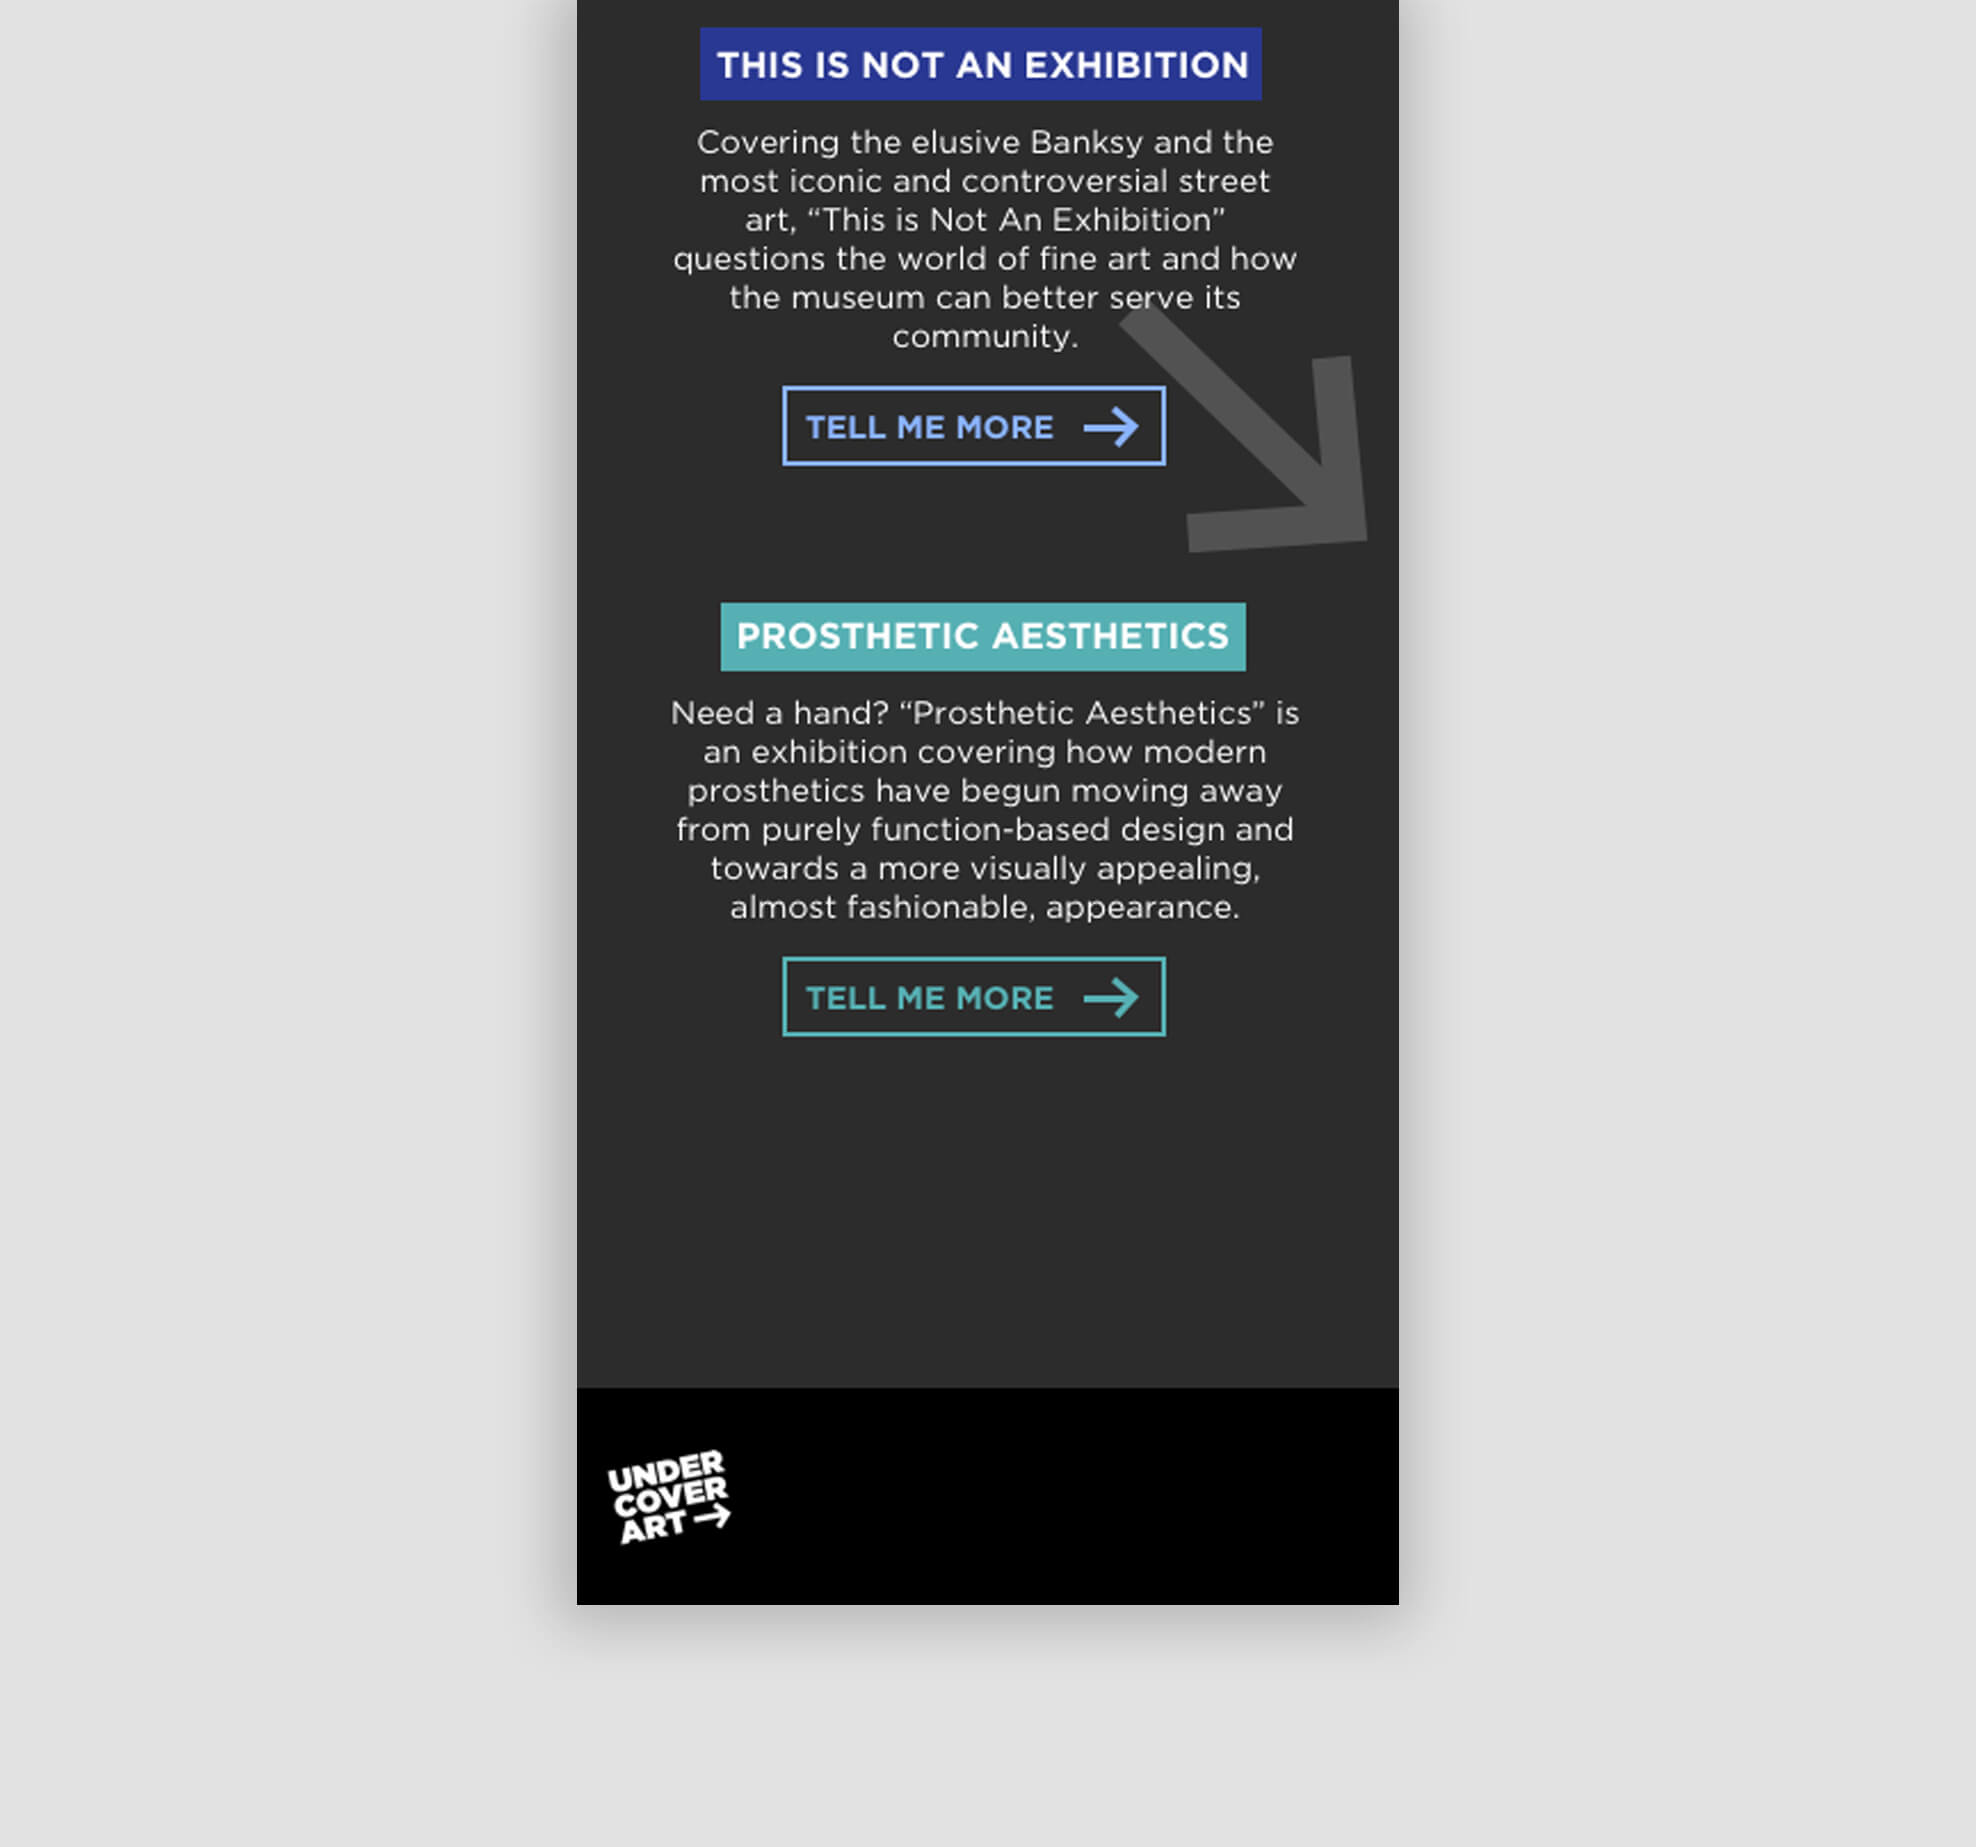 THIS IS NOT AN EXHIBITION
Covering the elusive Banksy and the
most iconic and controversial street
art, “This is Not An Exhibition”
questions the world of fine art and how
the museum can better serve its
community.
TELL ME MORE
PROSTHETIC AESTHETICS
Need a hand? “Prosthetic Aesthetics” is
an exhibition covering how modern
prosthetics have begun moving away
from purely function-based design and
towards a more visually appealing,
almost fashionable, appearance.
TELL ME MORE
UNDER
COVER
ART